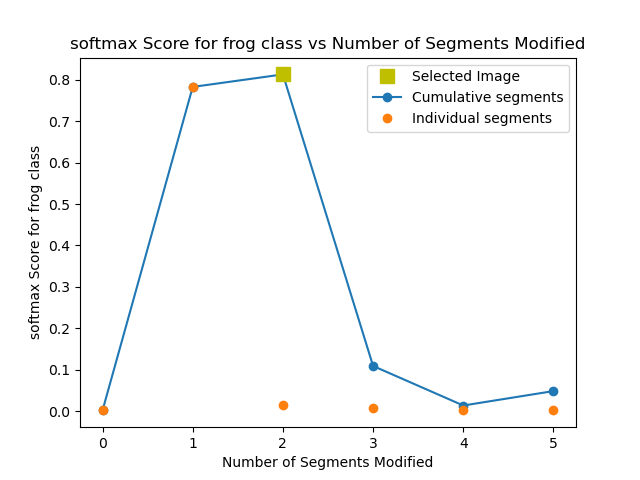 softmax Score for frog class vs Number of Segments Modified
Selected Image
Cumulative segments
Individual segments
softmax Score for frog class
0.8
0.7
0.6
0.5
0.4
0.3
0.2
0.1
0.0
0 1 2 3 4 5
Number of Segments Modified